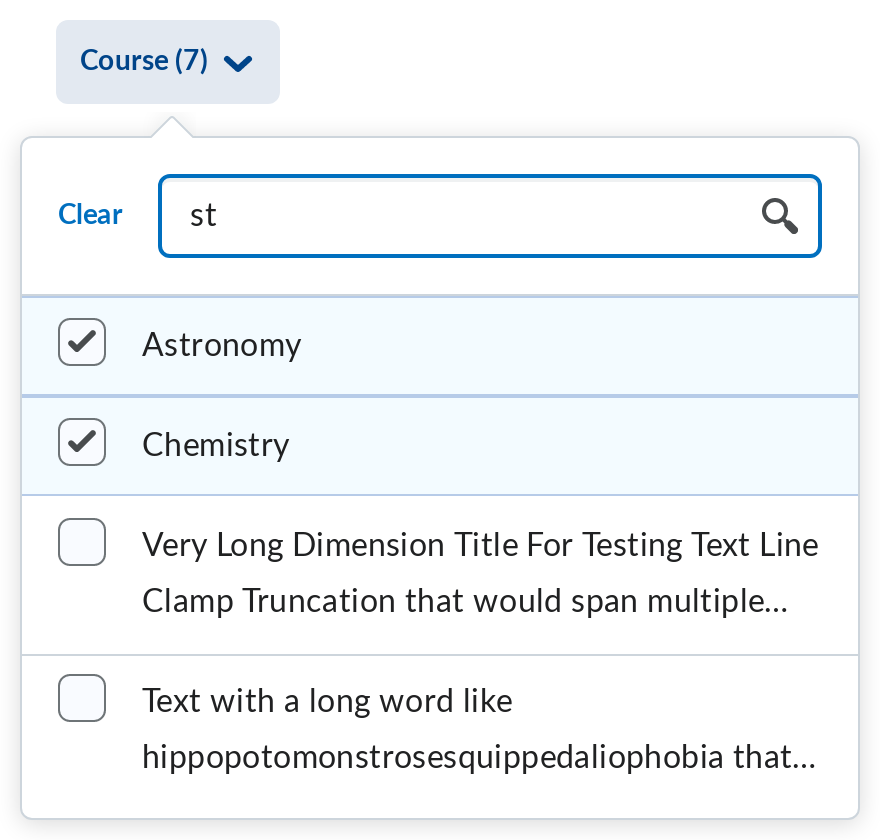 Course (7)
Clear
st
Astronomy
Chemistry
Very Long Dimension Title For Testing Text Line
Clamp Truncation that would span multiple...
Text with a long word like
hippopotomonstrosesquippedaliophobia that...